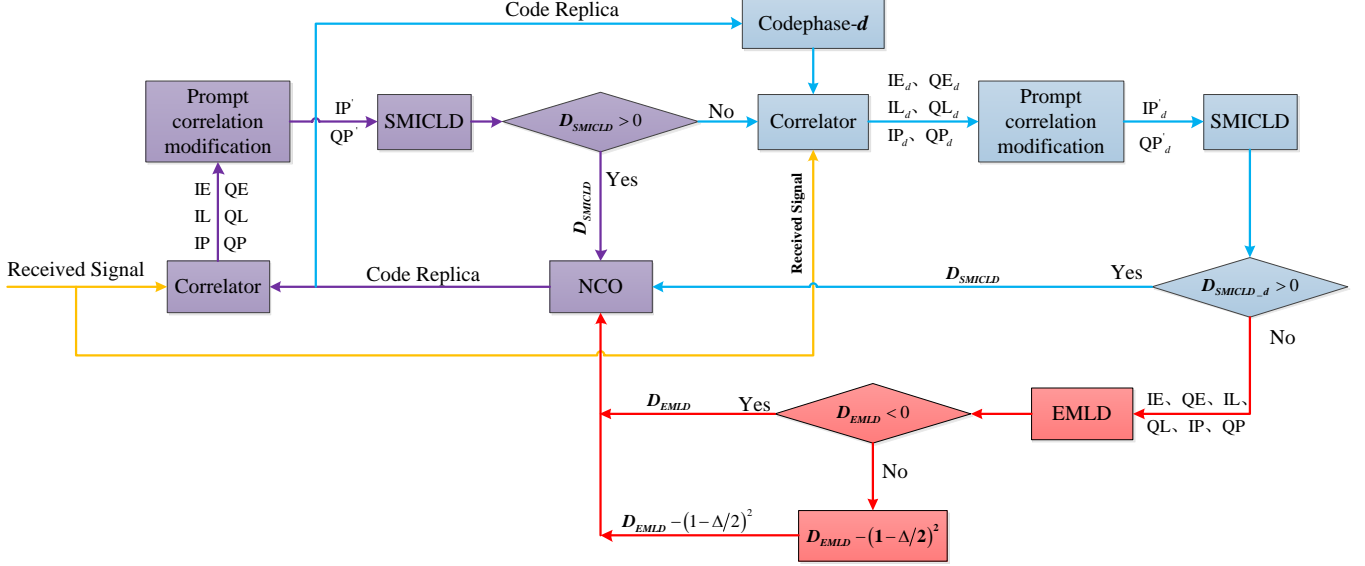 Code Replica
Codephase-d
Prompt
correlation
modification
IP'
QP'
SMICLD
D_SMICLD > 0
No
Correlator
IE_d、QE_d
IL_d、QL_d
IP_d、QP_d
Prompt
correlation
modification
IP'_d
QP'_d
SMICLD
Yes
D_SMICLD
IE QE
IL QL
IP QP
Received Signal
Received Signal
Correlator
Code Replica
NCO
D_SMICLD
Yes
D_SMICLD_d > 0
No
D_EMLD
Yes
D_EMLD < 0
EMLD
IE、QE、IL、
QL、IP、QP
No
D_EMLD − (1 − Δ/2)²
D_EMLD − (1 − Δ/2)²